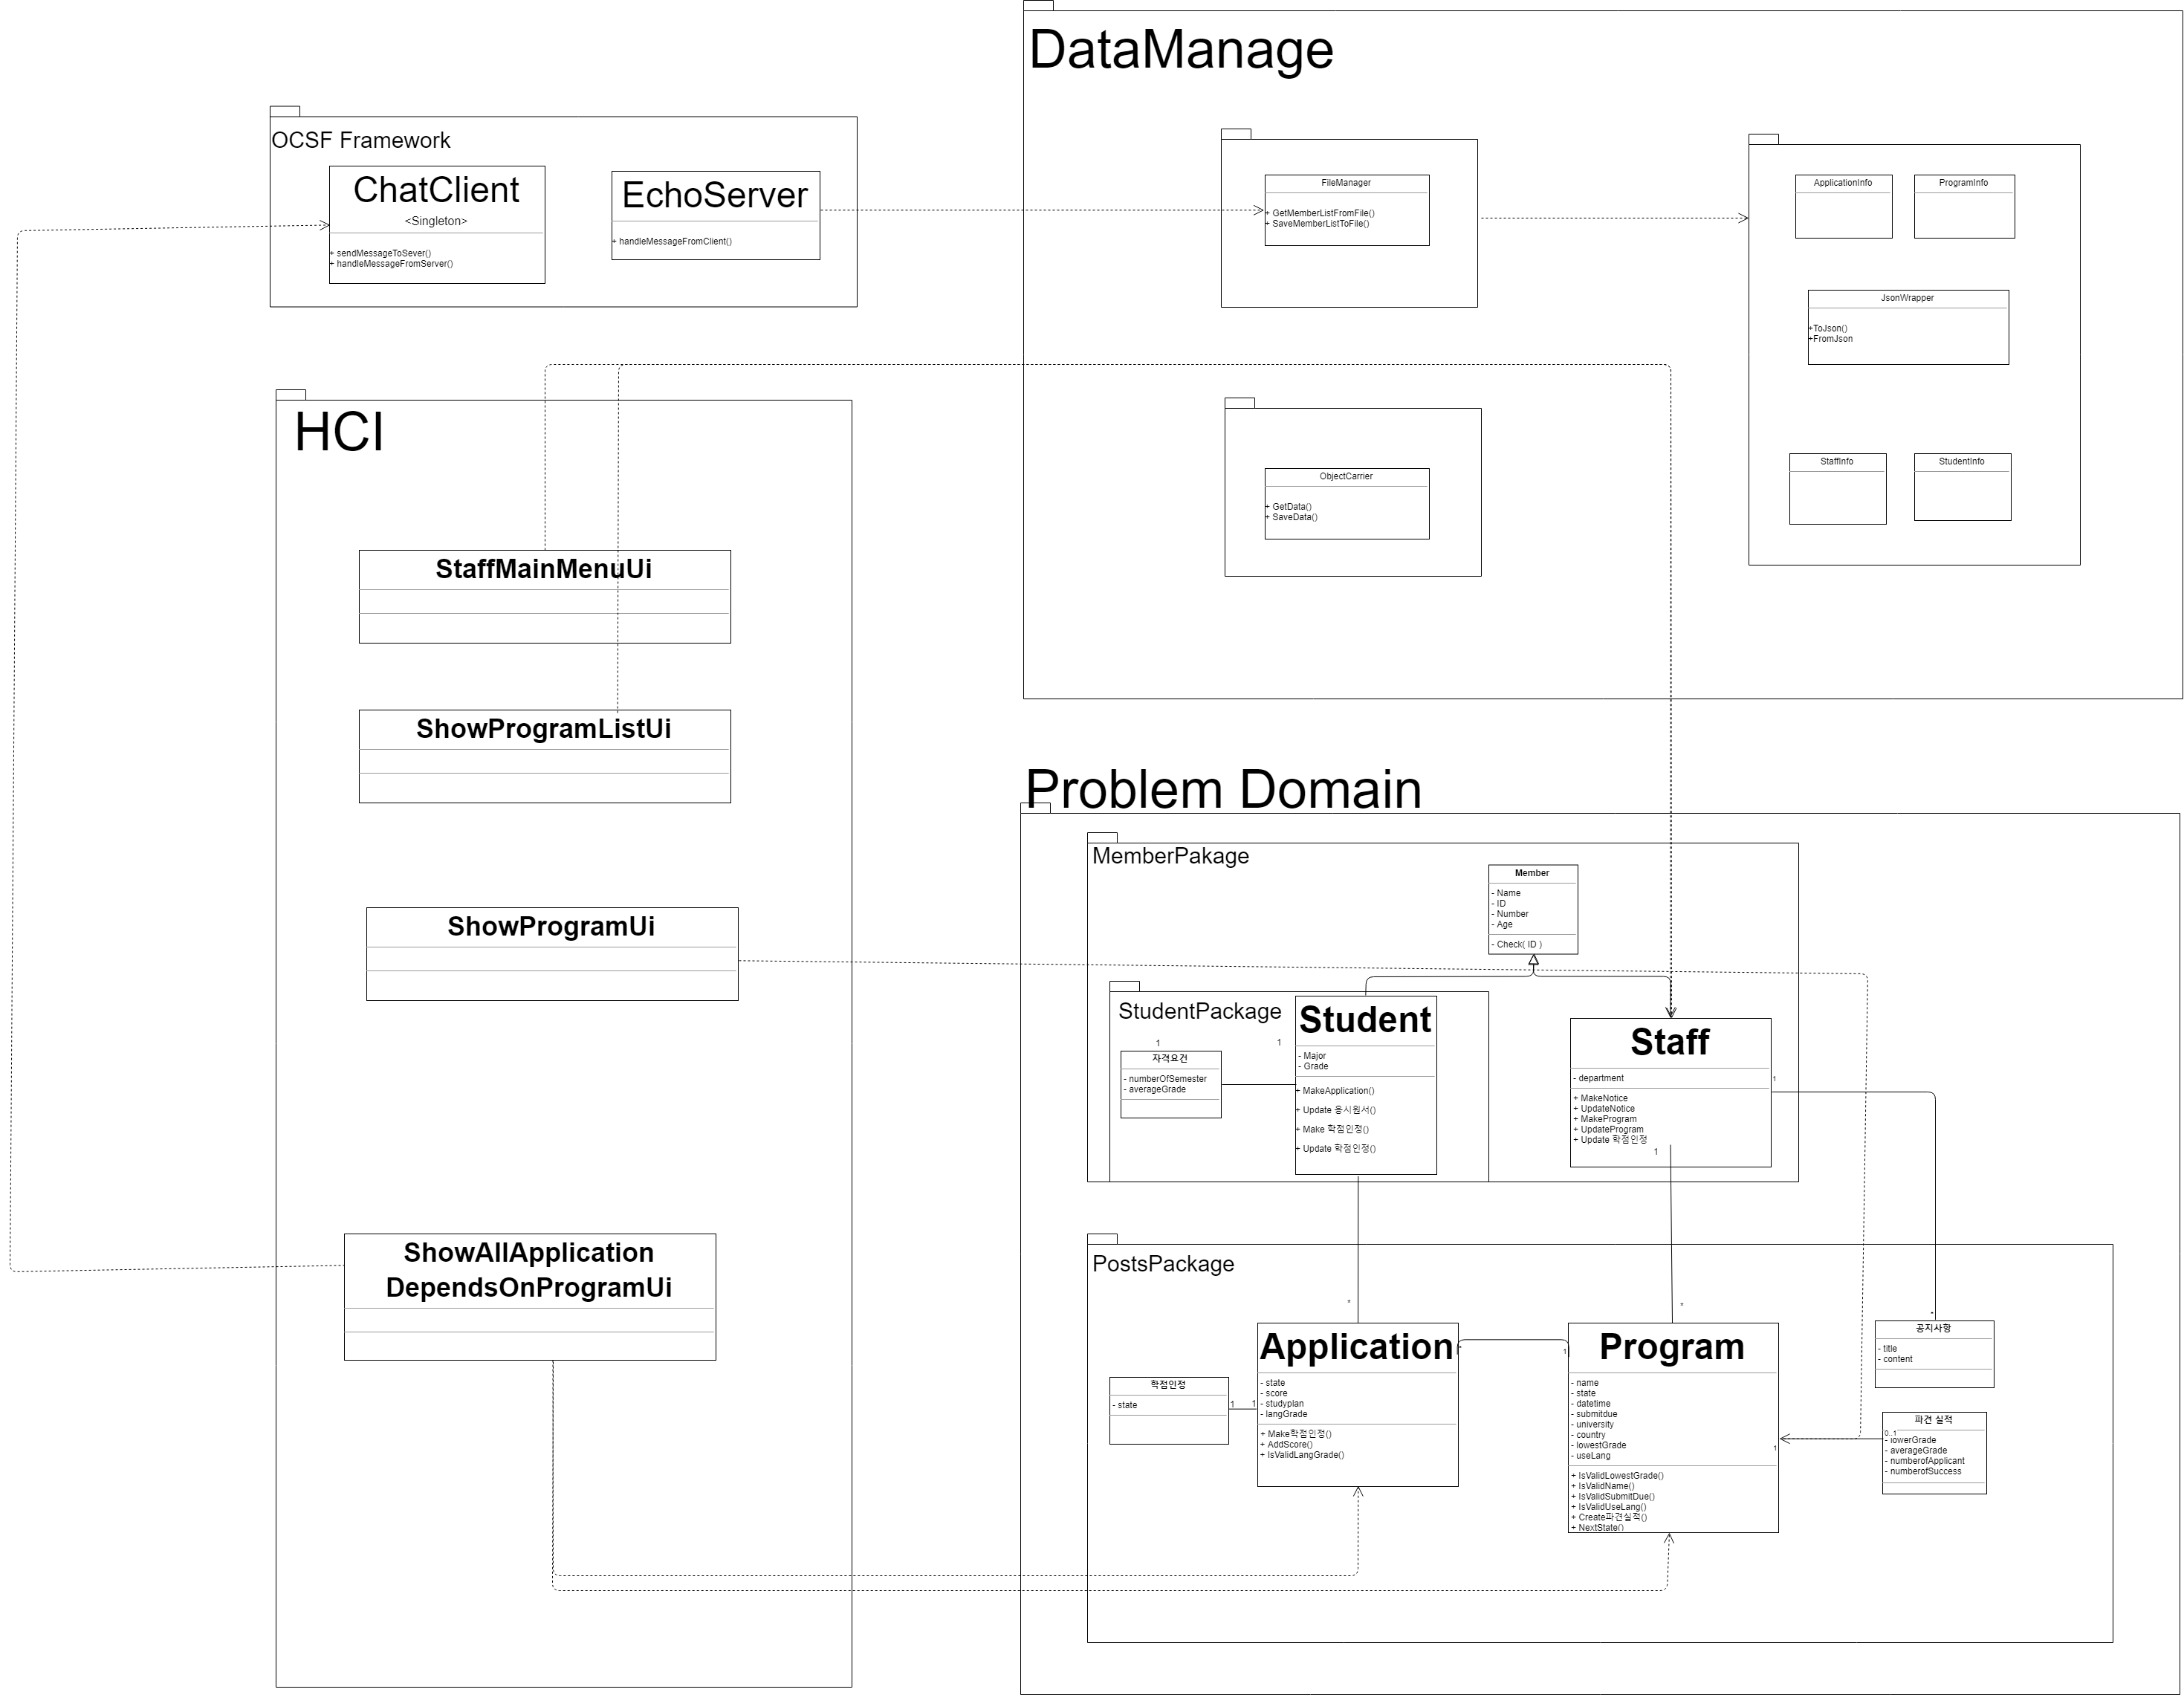 DataManage
OCSF Framework
ChatClient
<Singleton>
+ sendMessageToSever()
+ handleMessageFromServer()
EchoServer
+ handleMessageFromClient()
FileManager
+ GetMemberListFromFile()
+ SaveMemberListToFile()
ApplicationInfo
ProgramInfo
JsonWrapper
+ToJson()
+FromJson
StaffInfo
StudentInfo
ObjectCarrier
+ GetData()
+ SaveData()
HCI
StaffMainMenuUi
ShowProgramListUi
ShowProgramUi
ShowAllApplication
DependsOnProgramUi
Problem Domain
MemberPakage
Member
- Name
- ID
- Number
- Age
- Check( ID )
StudentPackage
1
1
자격요건
- numberOfSemester
- averageGrade
Student
- Major
- Grade
+ MakeApplication()
+ Update 응시원서()
+ Make 학점인정()
+ Update 학점인정()
Staff
- department
1
+ MakeNotice
+ UpdateNotice
+ MakeProgram
+ UpdateProgram
+ Update 학점인정
1
PostsPackage
*
*
*
학점인정
- state
1
1
Application
- state
- score
- studyplan
- langGrade
+ Make학점인정()
+ AddScore()
+ IsValidLangGrade()
*
1
Program
- name
- state
- datetime
- submitdue
- university
- country
- lowestGrade
- useLang
1
+ IsValidLowestGrade()
+ IsValidName()
+ IsValidSubmitDue()
+ IsValidUseLang()
+ Create파견실적()
+ NextState()
공지사항
- title
- content
파견 실적
0..1
- lowerGrade
- averageGrade
- numberofApplicant
- numberofSuccess